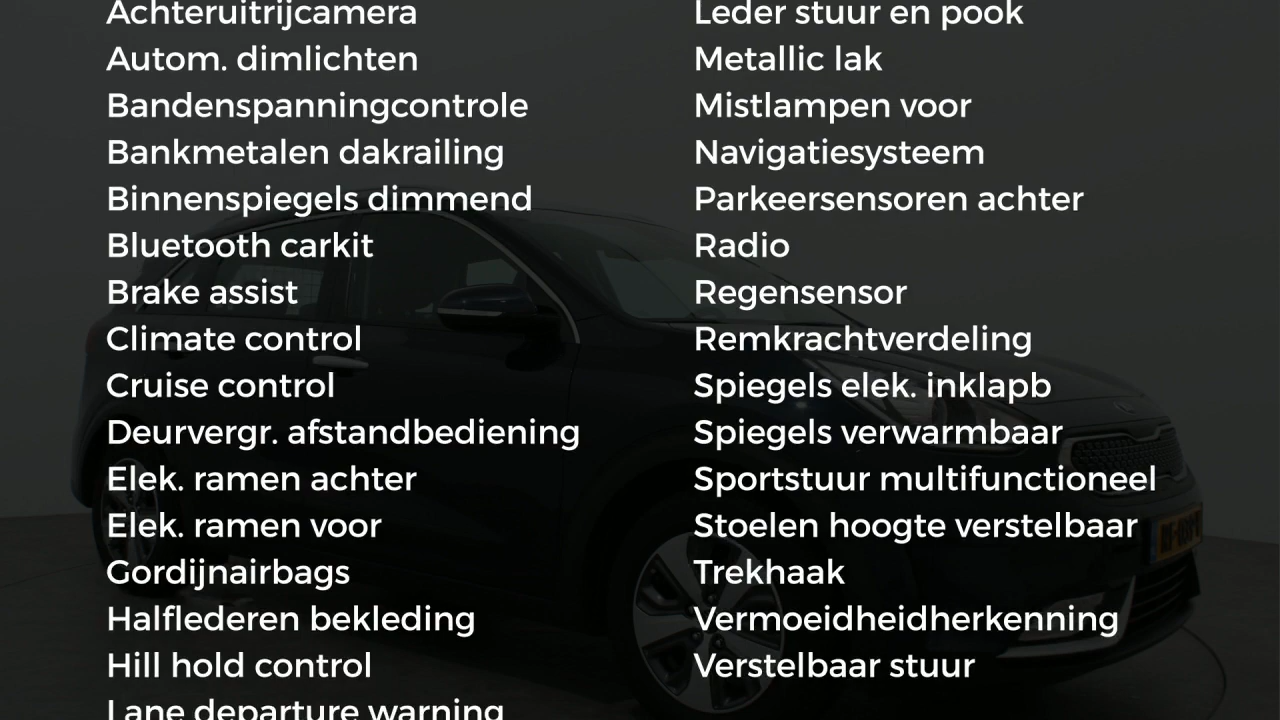 Achteruitrijcamera
Autom. dimlichten
Bandenspanningcontrole
Bankmetalen dakrailing
Binnenspiegels dimmend
Bluetooth carkit
Brake assist
Climate control
Cruise control
Deurvergr. afstandbediening
Elek. ramen achter
Elek. ramen voor
Gordijnairbags
Halflederen bekleding
Hill hold control
Lane departure warning
Leder stuur en pook
Metallic lak
Mistlampen voor
Navigatiesysteem
Parkeersensoren achter
Radio
Regensensor
Remkrachtverdeling
Spiegels elek. inklapb
Spiegels verwarmbaar
Sportstuur multifunctioneel
Stoelen hoogte verstelbaar
Trekhaak
Vermoeidheidherkenning
Verstelbaar stuur